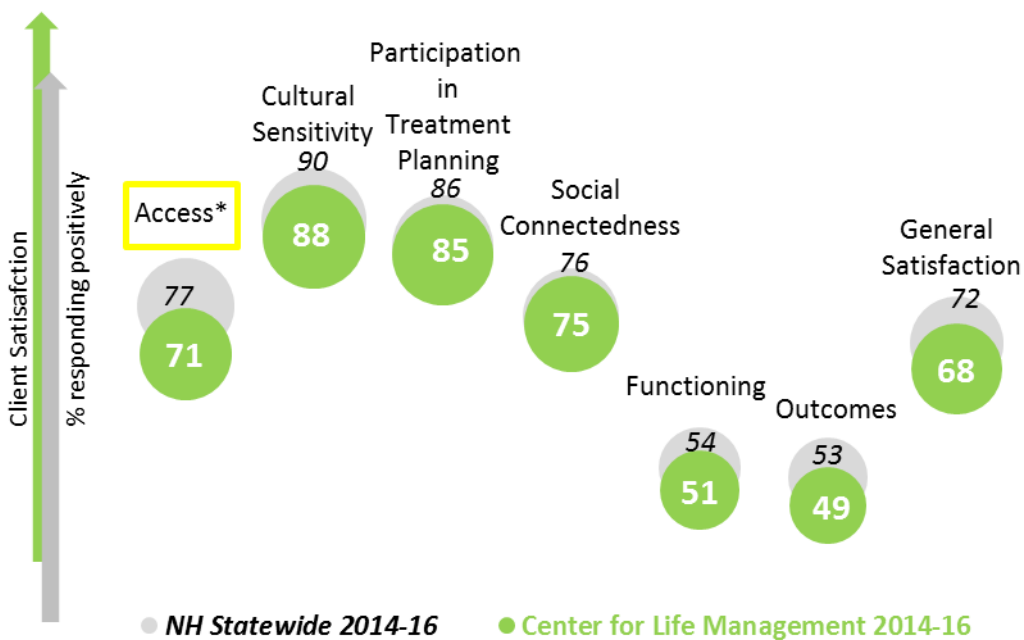 Client Satisafction
% responding positively
Access*
77
71
Cultural
Sensitivity
90
88
Participation
in
Treatment
Planning
86
85
Social
Connectedness
76
75
Functioning
54
51
Outcomes
53
49
General
Satisfaction
72
68
NH Statewide 2014-16
Center for Life Management 2014-16